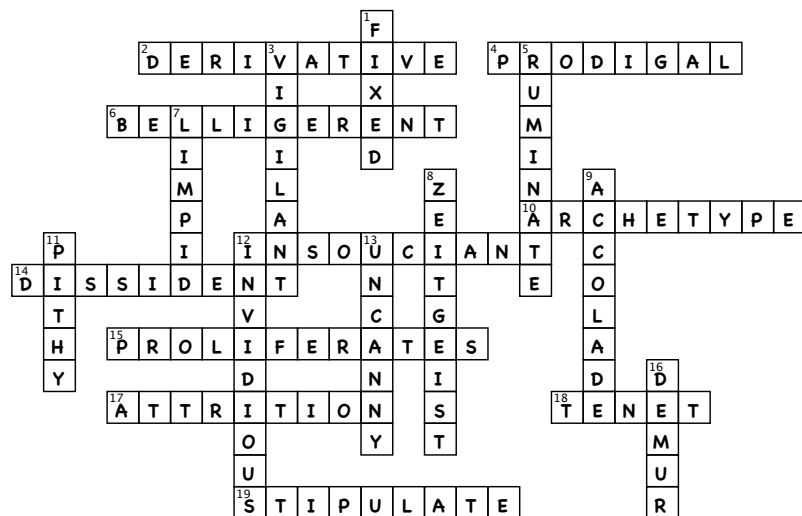 1 FIXED
2 DERIVATIVE
3 VIGILANT
4 PRODIGAL
5 RUMINATE
6 BELLIGERENT
7 LIMPID
8 ZEITGEIST
9 ACCOLADE
10 ARCHETYPE
11 PITHY
12 INSOUCIANT
12 INVIDIOUS
13 UNCANNY
14 DISSIDENT
15 PROLIFERATES
16 DEMUR
17 ATTRITION
18 TENET
19 STIPULATE